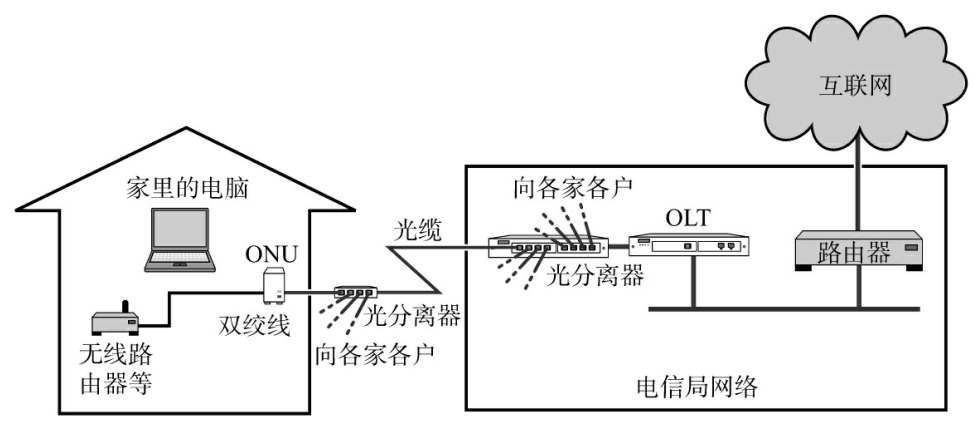 互联网
家里的电脑
ONU
双绞线
无线路
由器等
光缆
光分离器
向各家各户
向各家各户
光分离器
OLT
路由器
电信局网络